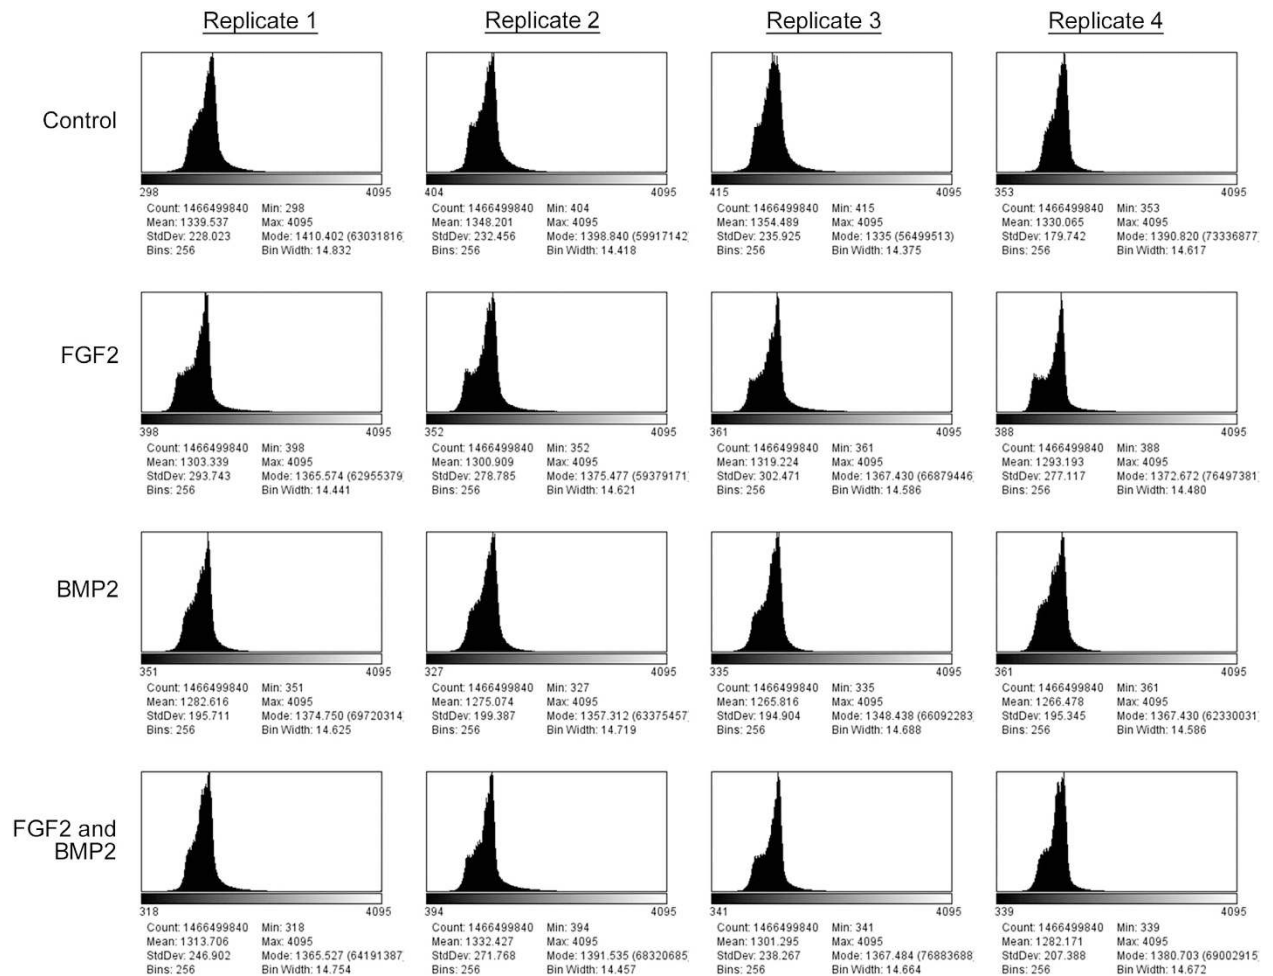 Replicate 1 Replicate 2 Replicate 3 Replicate 4
Control
298 4095 404 4095 415 4095 353 4095
Count: 1466499840 Min: 298 Count: 1466499840 Min: 404 Count: 1466499840 Min: 415 Count: 1466499840 Min: 353
Mean: 1339.537 Max: 4095 Mean: 1348.201 Max: 4095 Mean: 1354.489 Max: 4095 Mean: 1330.065 Max: 4095
StdDev: 228.023 Mode: 1410.402 (63031816) StdDev: 232.456 Mode: 1398.840 (59917142) StdDev: 235.925 Mode: 1335 (56499513) StdDev: 179.742 Mode: 1390.820 (73336877)
Bins: 256 Bin Width: 14.832 Bins: 256 Bin Width: 14.418 Bins: 256 Bin Width: 14.375 Bins: 256 Bin Width: 14.617
FGF2
398 4095 352 4095 361 4095 388 4095
Count: 1466499840 Min: 398 Count: 1466499840 Min: 352 Count: 1466499840 Min: 361 Count: 1466499840 Min: 388
Mean: 1303.339 Max: 4095 Mean: 1300.909 Max: 4095 Mean: 1319.224 Max: 4095 Mean: 1293.193 Max: 4095
StdDev: 293.743 Mode: 1365.574 (62955379) StdDev: 278.785 Mode: 1375.477 (59379171) StdDev: 302.471 Mode: 1367.430 (66879446) StdDev: 277.117 Mode: 1372.672 (76497381)
Bins: 256 Bin Width: 14.441 Bins: 256 Bin Width: 14.621 Bins: 256 Bin Width: 14.586 Bins: 256 Bin Width: 14.480
BMP2
351 4095 327 4095 335 4095 361 4095
Count: 1466499840 Min: 351 Count: 1466499840 Min: 327 Count: 1466499840 Min: 335 Count: 1466499840 Min: 361
Mean: 1282.616 Max: 4095 Mean: 1275.074 Max: 4095 Mean: 1265.816 Max: 4095 Mean: 1266.478 Max: 4095
StdDev: 195.711 Mode: 1374.750 (69720314) StdDev: 199.387 Mode: 1357.312 (63375457) StdDev: 194.904 Mode: 1348.438 (66092283) StdDev: 195.345 Mode: 1367.430 (62330031)
Bins: 256 Bin Width: 14.625 Bins: 256 Bin Width: 14.719 Bins: 256 Bin Width: 14.688 Bins: 256 Bin Width: 14.586
FGF2 and
BMP2
318 4095 394 4095 341 4095 339 4095
Count: 1466499840 Min: 318 Count: 1466499840 Min: 394 Count: 1466499840 Min: 341 Count: 1466499840 Min: 339
Mean: 1313.706 Max: 4095 Mean: 1332.427 Max: 4095 Mean: 1301.295 Max: 4095 Mean: 1282.171 Max: 4095
StdDev: 246.902 Mode: 1365.527 (64191387) StdDev: 271.768 Mode: 1391.535 (68320685) StdDev: 238.267 Mode: 1367.484 (76883688) StdDev: 207.388 Mode: 1380.703 (69002915)
Bins: 256 Bin Width: 14.754 Bins: 256 Bin Width: 14.457 Bins: 256 Bin Width: 14.664 Bins: 256 Bin Width: 14.672